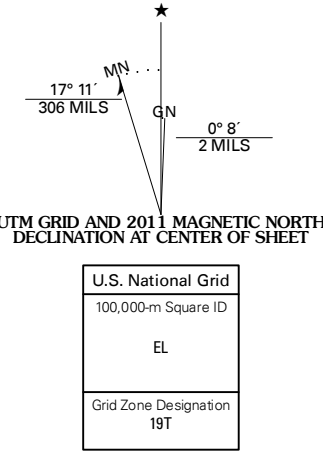 MN
17° 11´
306 MILS
GN
0° 8´
2 MILS
UTM GRID AND 2011 MAGNETIC NORTH
DECLINATION AT CENTER OF SHEET
U.S. National Grid
100,000-m Square ID
EL
Grid Zone Designation
19T